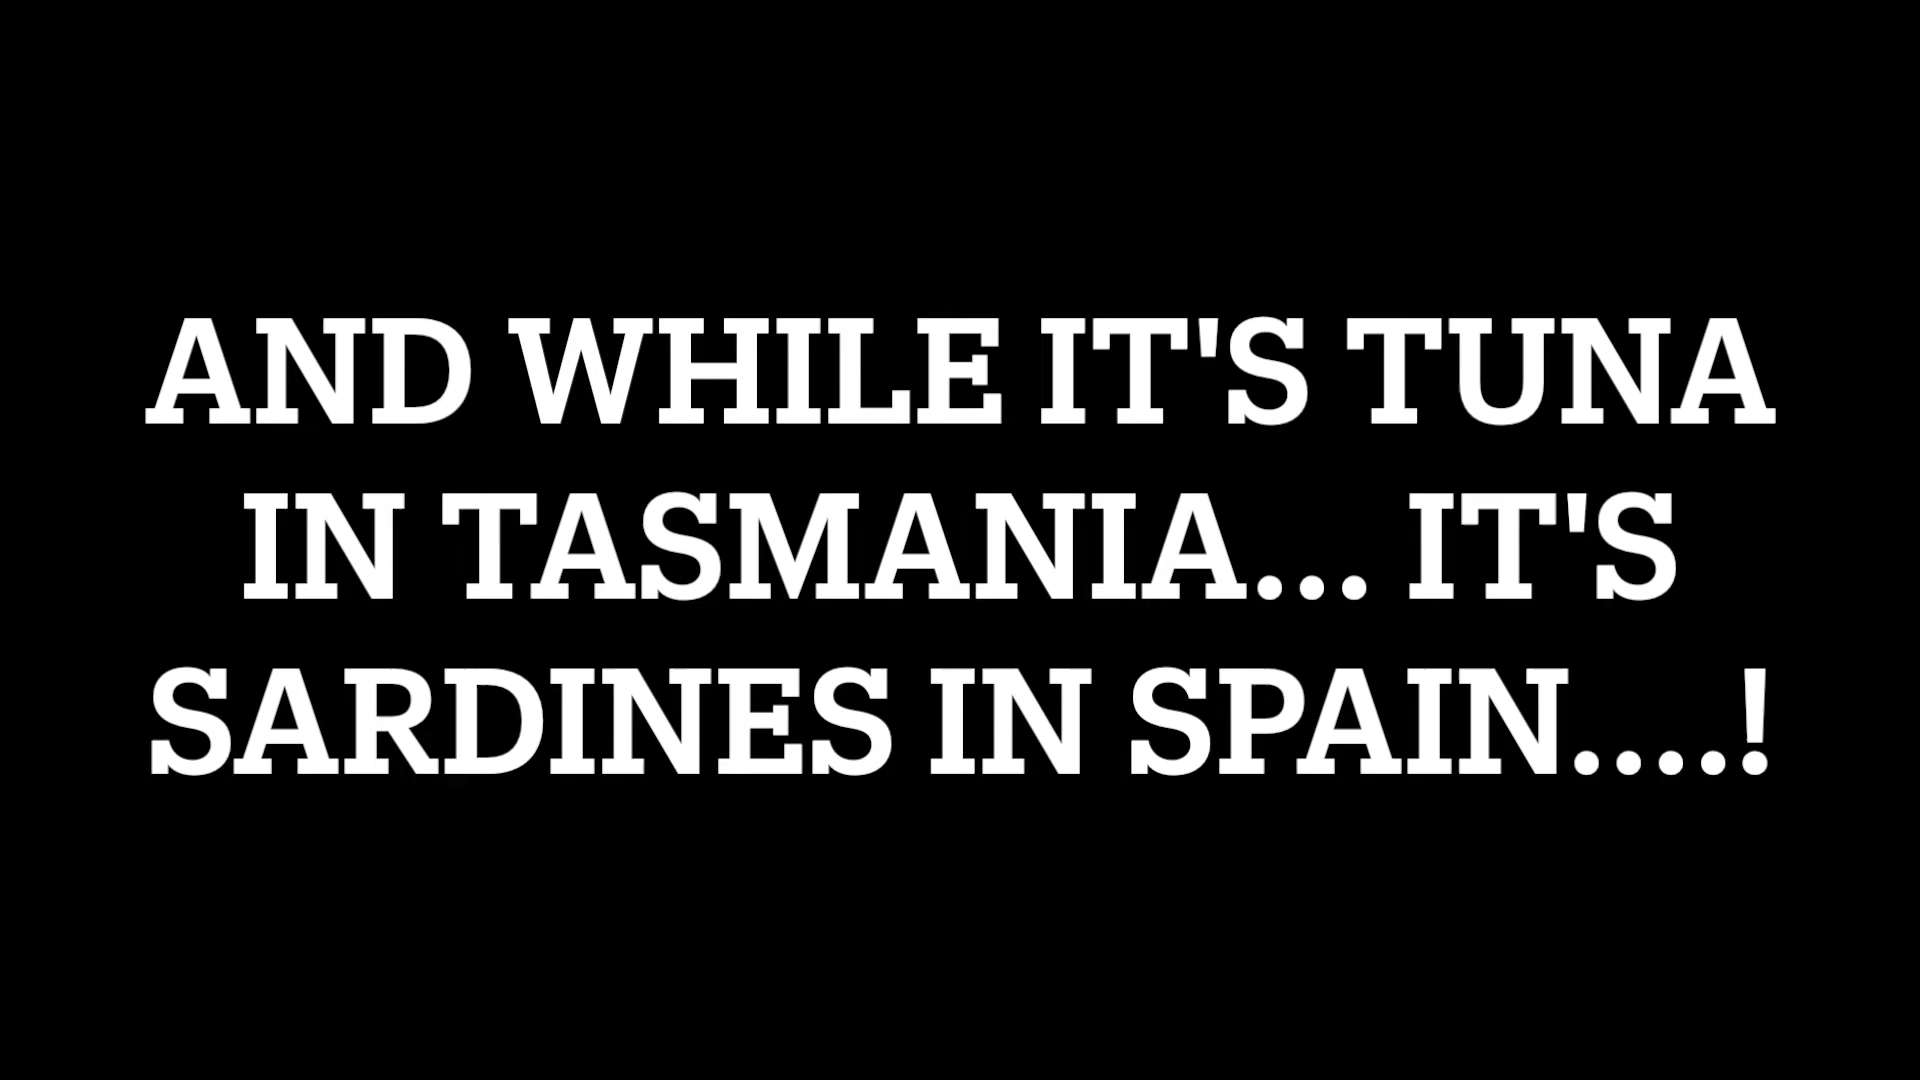 AND WHILE IT'S TUNA
IN TASMANIA... IT'S
SARDINES IN SPAIN....!